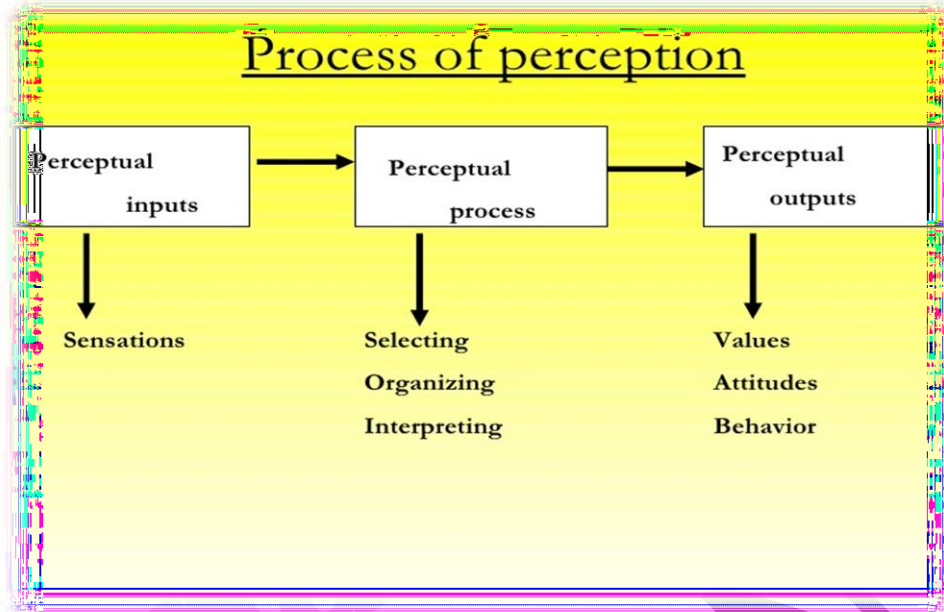 Process of perception
Perceptual
inputs
Perceptual
process
Perceptual
outputs
Sensations
Selecting
Organizing
Interpreting
Values
Attitudes
Behavior